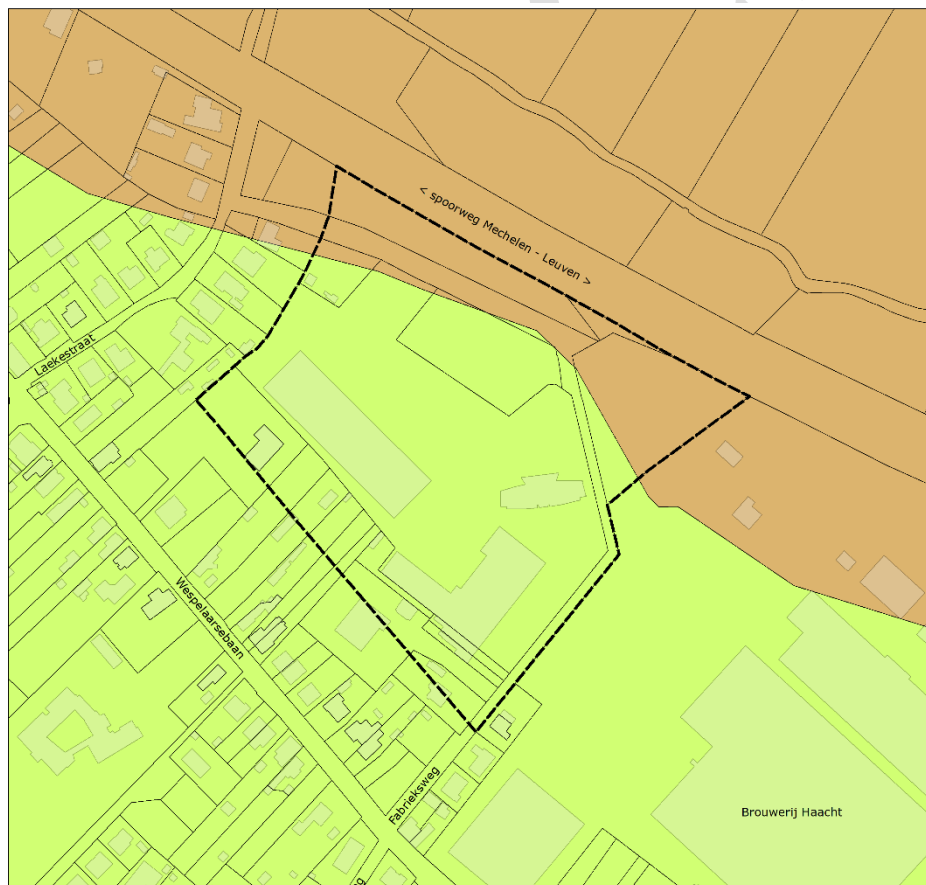 < spoorweg Mechelen - Leuven >
Laekestraat
Wespelaarsebaan
Fabrieksweg
Brouwerij Haacht